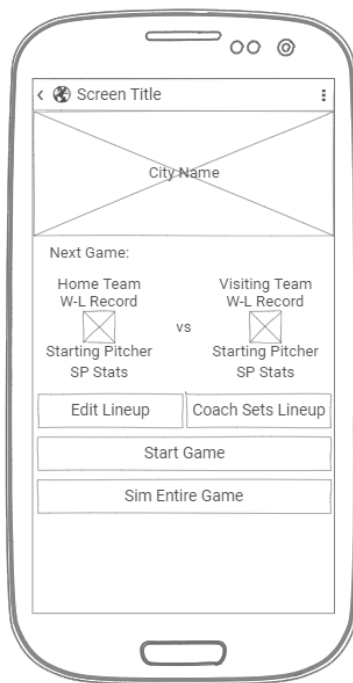 Screen Title
City Name
Next Game:
Home Team
W-L Record
Visiting Team
W-L Record
vs
Starting Pitcher
SP Stats
Starting Pitcher
SP Stats
Edit Lineup
Coach Sets Lineup
Start Game
Sim Entire Game